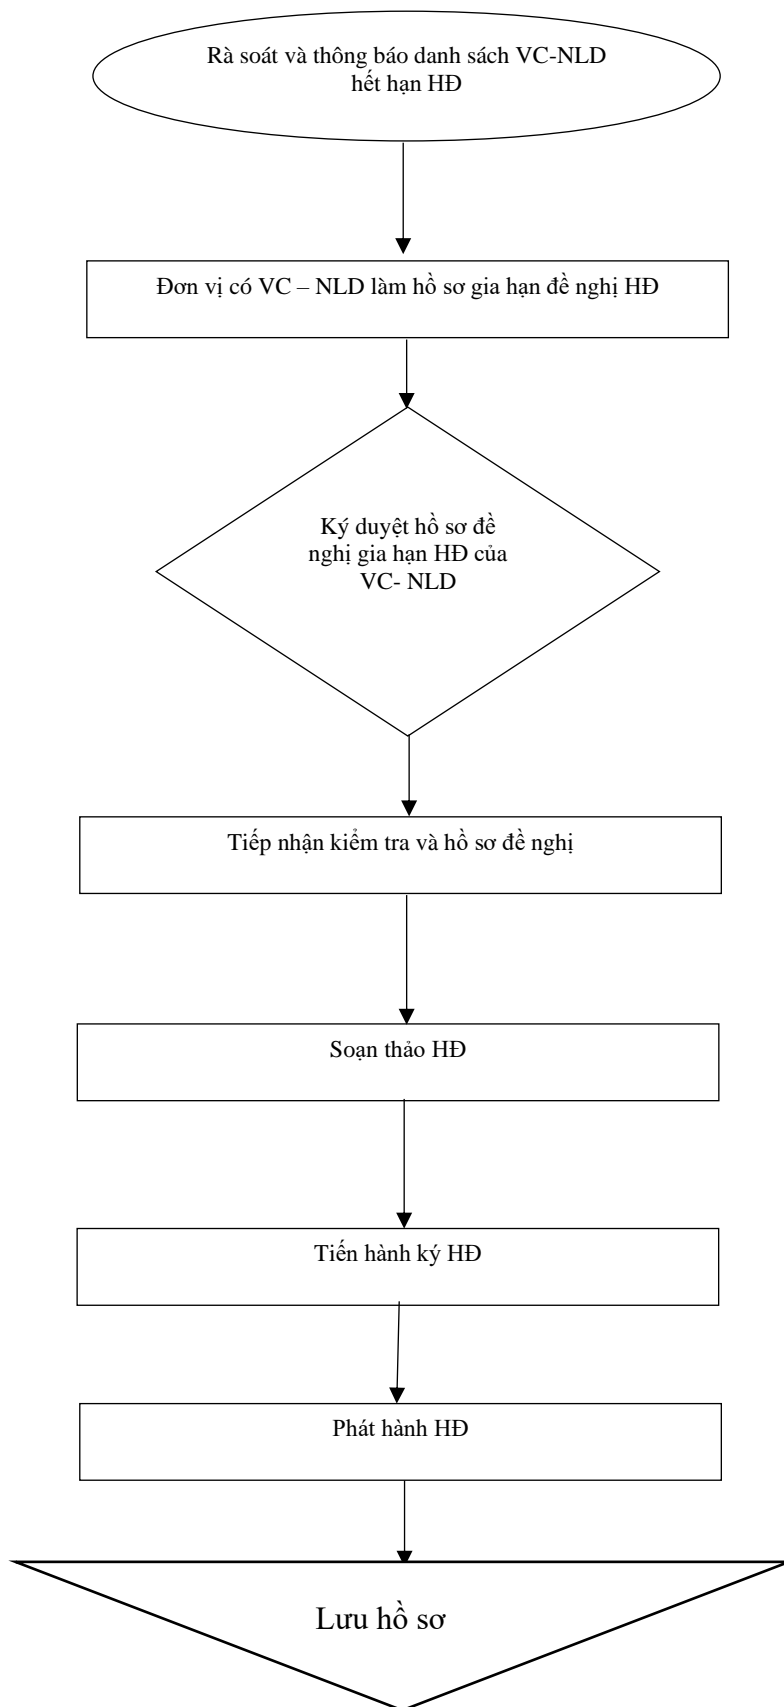 Rà soát và thông báo danh sách VC-NLD
hết hạn HĐ
Đơn vị có VC – NLD làm hồ sơ gia hạn đề nghị HĐ
Ký duyệt hồ sơ đề
nghị gia hạn HĐ của
VC- NLD
Tiếp nhận kiểm tra và hồ sơ đề nghị
Soạn thảo HĐ
Tiến hành ký HĐ
Phát hành HĐ
Lưu hồ sơ